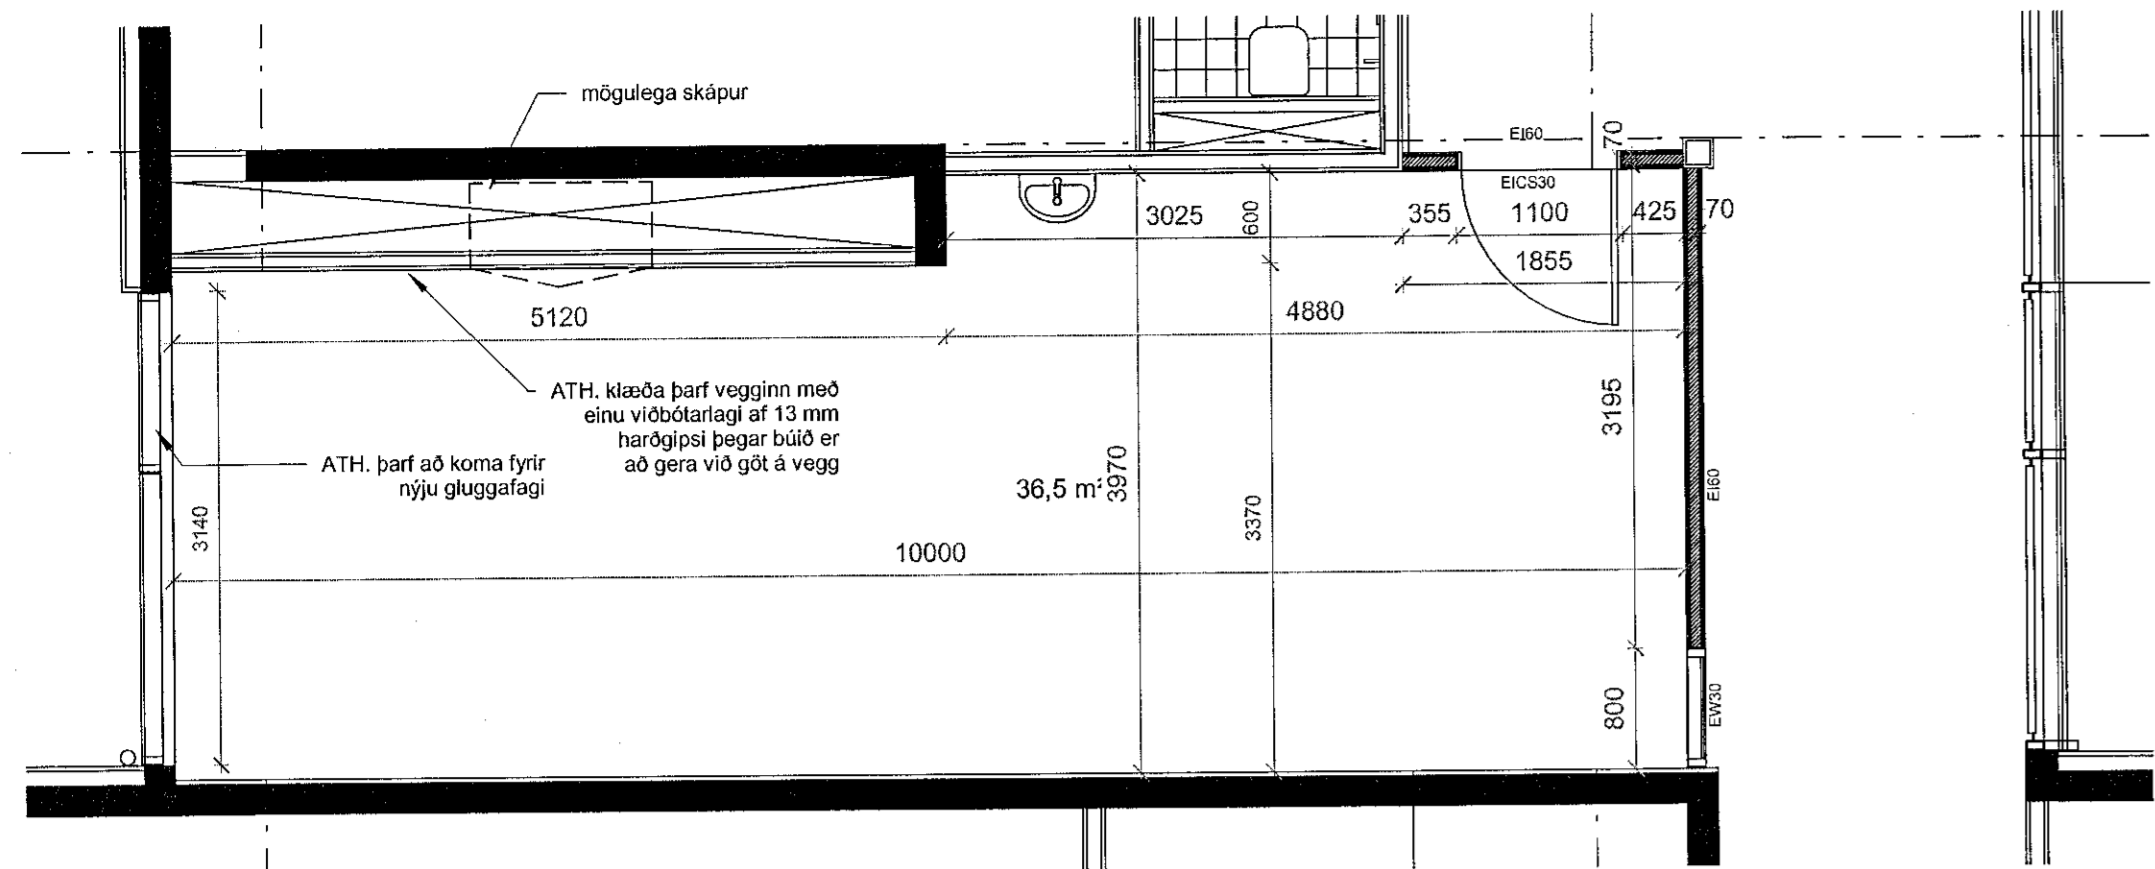 mögulega skápur
EI60
70
EICS30
3025
600
355
1100
425
70
1855
5120
4880
ATH. klæða þarf vegginn með
einu viðbótarlagi af 13 mm
harðgipsi þegar búið er
að gera við göt á vegg
ATH. þarf að koma fyrir
nýju gluggafagi
3195
36,5 m²
3970
EI60
3140
3370
10000
800
EW30